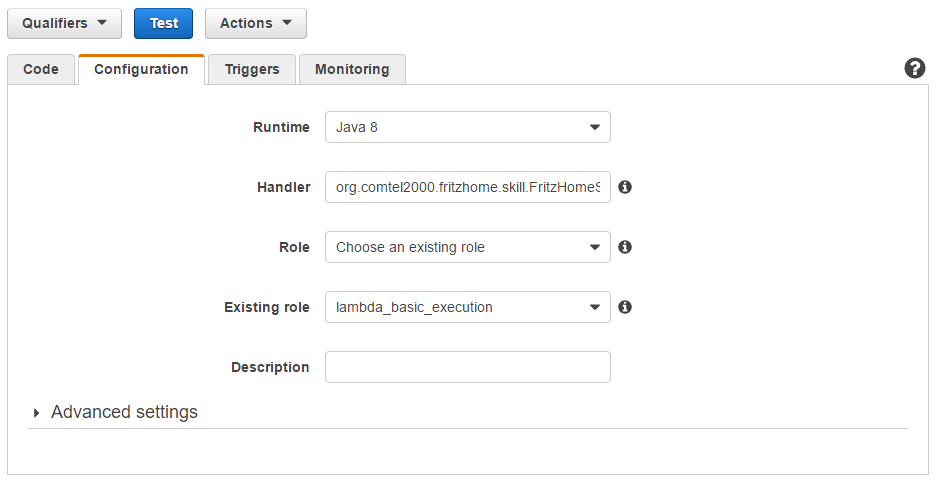 Qualifiers Test Actions
Code Configuration Triggers Monitoring
Runtime Java 8
Handler org.comtel2000.fritzhome.skill.FritzHomeS
Role Choose an existing role
Existing role lambda_basic_execution
Description
Advanced settings